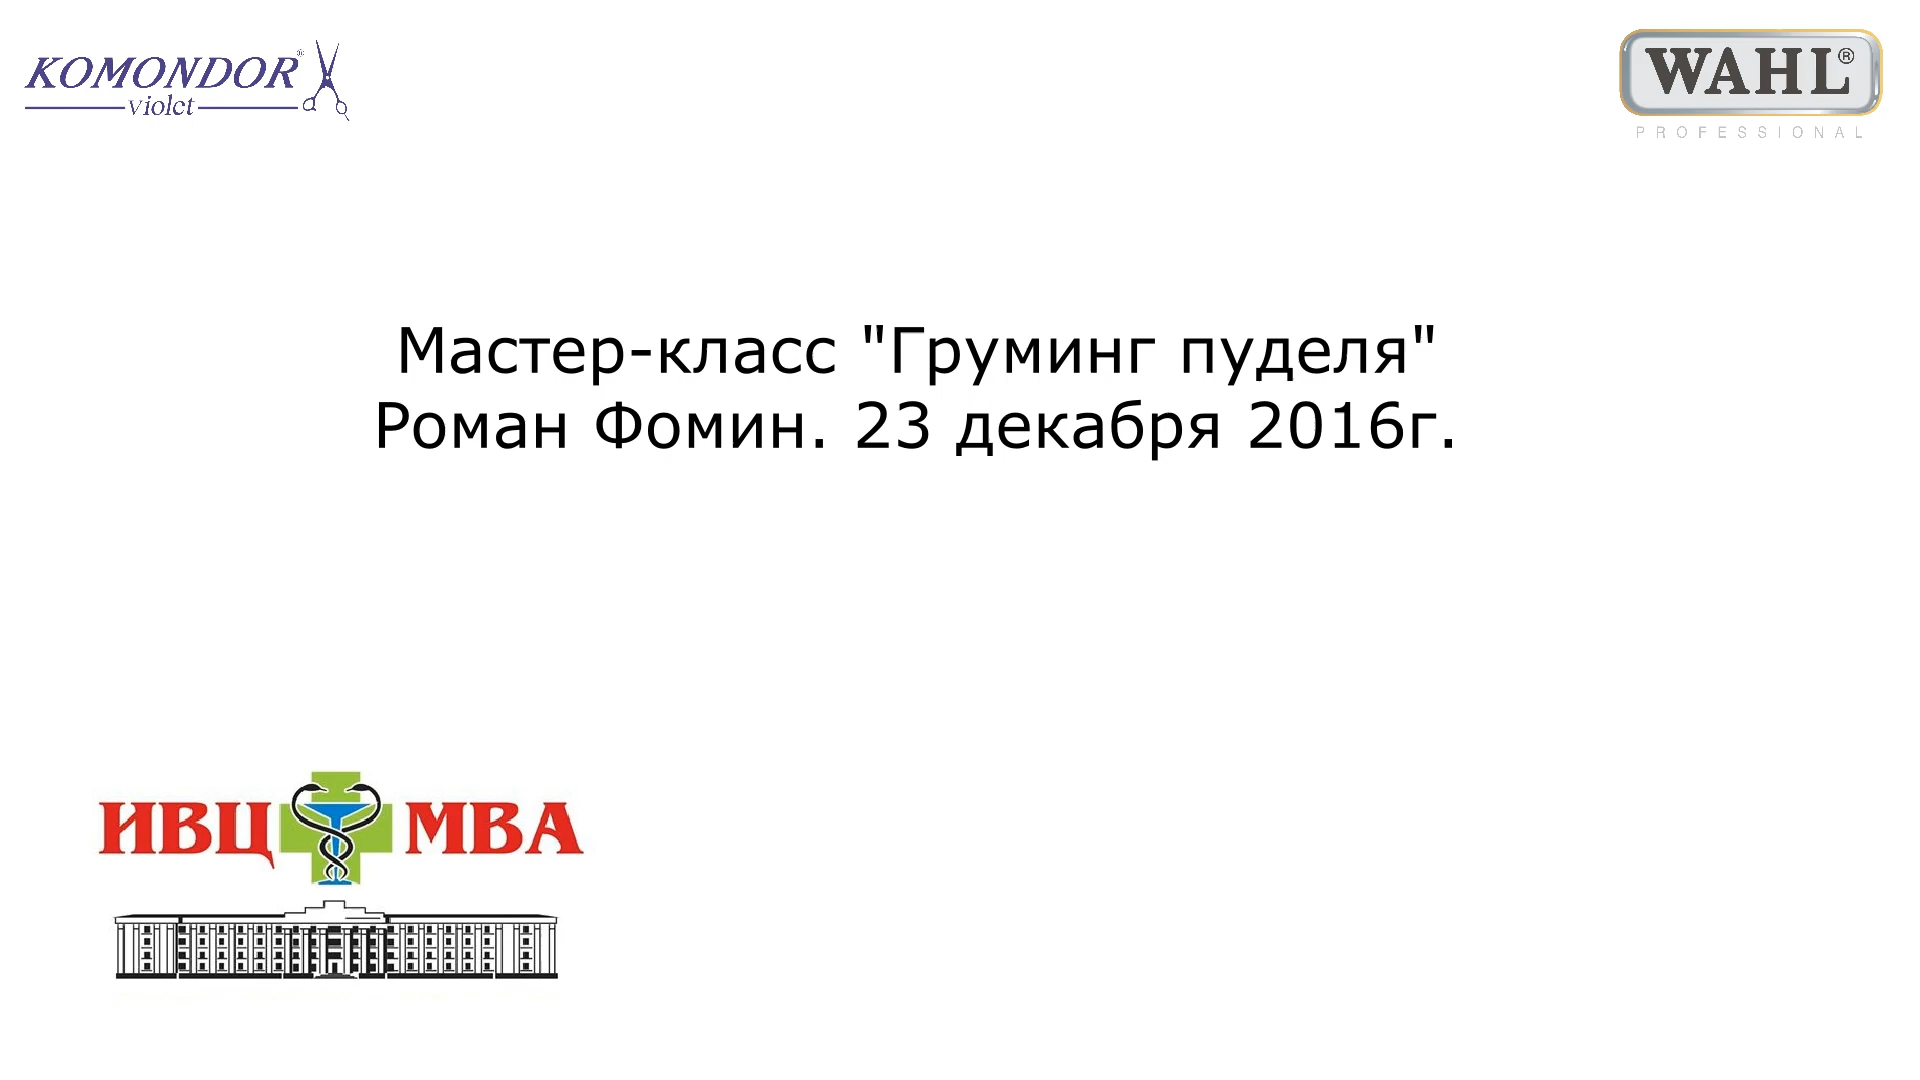 KOMONDOR®
violet
WAHL®
PROFESSIONAL
Мастер-класс "Груминг пуделя"
Роман Фомин. 23 декабря 2016г.
ИВЦ МВА